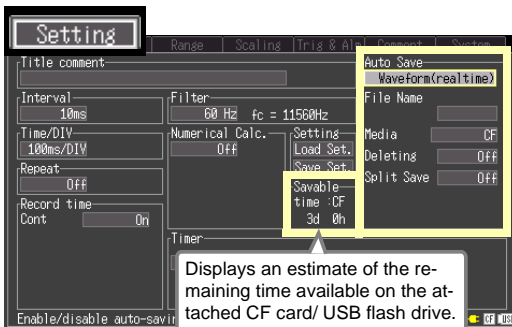 Setting
Range Scaling Trig & Alm Comment System
Title comment
Auto Save
Waveform(realtime)
Interval
10ms
Filter
60 Hz fc = 11560Hz
File Name
Time/DIV
100ms/DIV
Numerical Calc.
Off
Setting
Load Set.
Save Set.
Media CF
Deleting Off
Split Save Off
Repeat
Off
Savable
time :CF
3d 0h
Record time
Cont On
Timer
Displays an estimate of the re-
maining time available on the at-
tached CF card/ USB flash drive.
Enable/disable auto-savin
CF